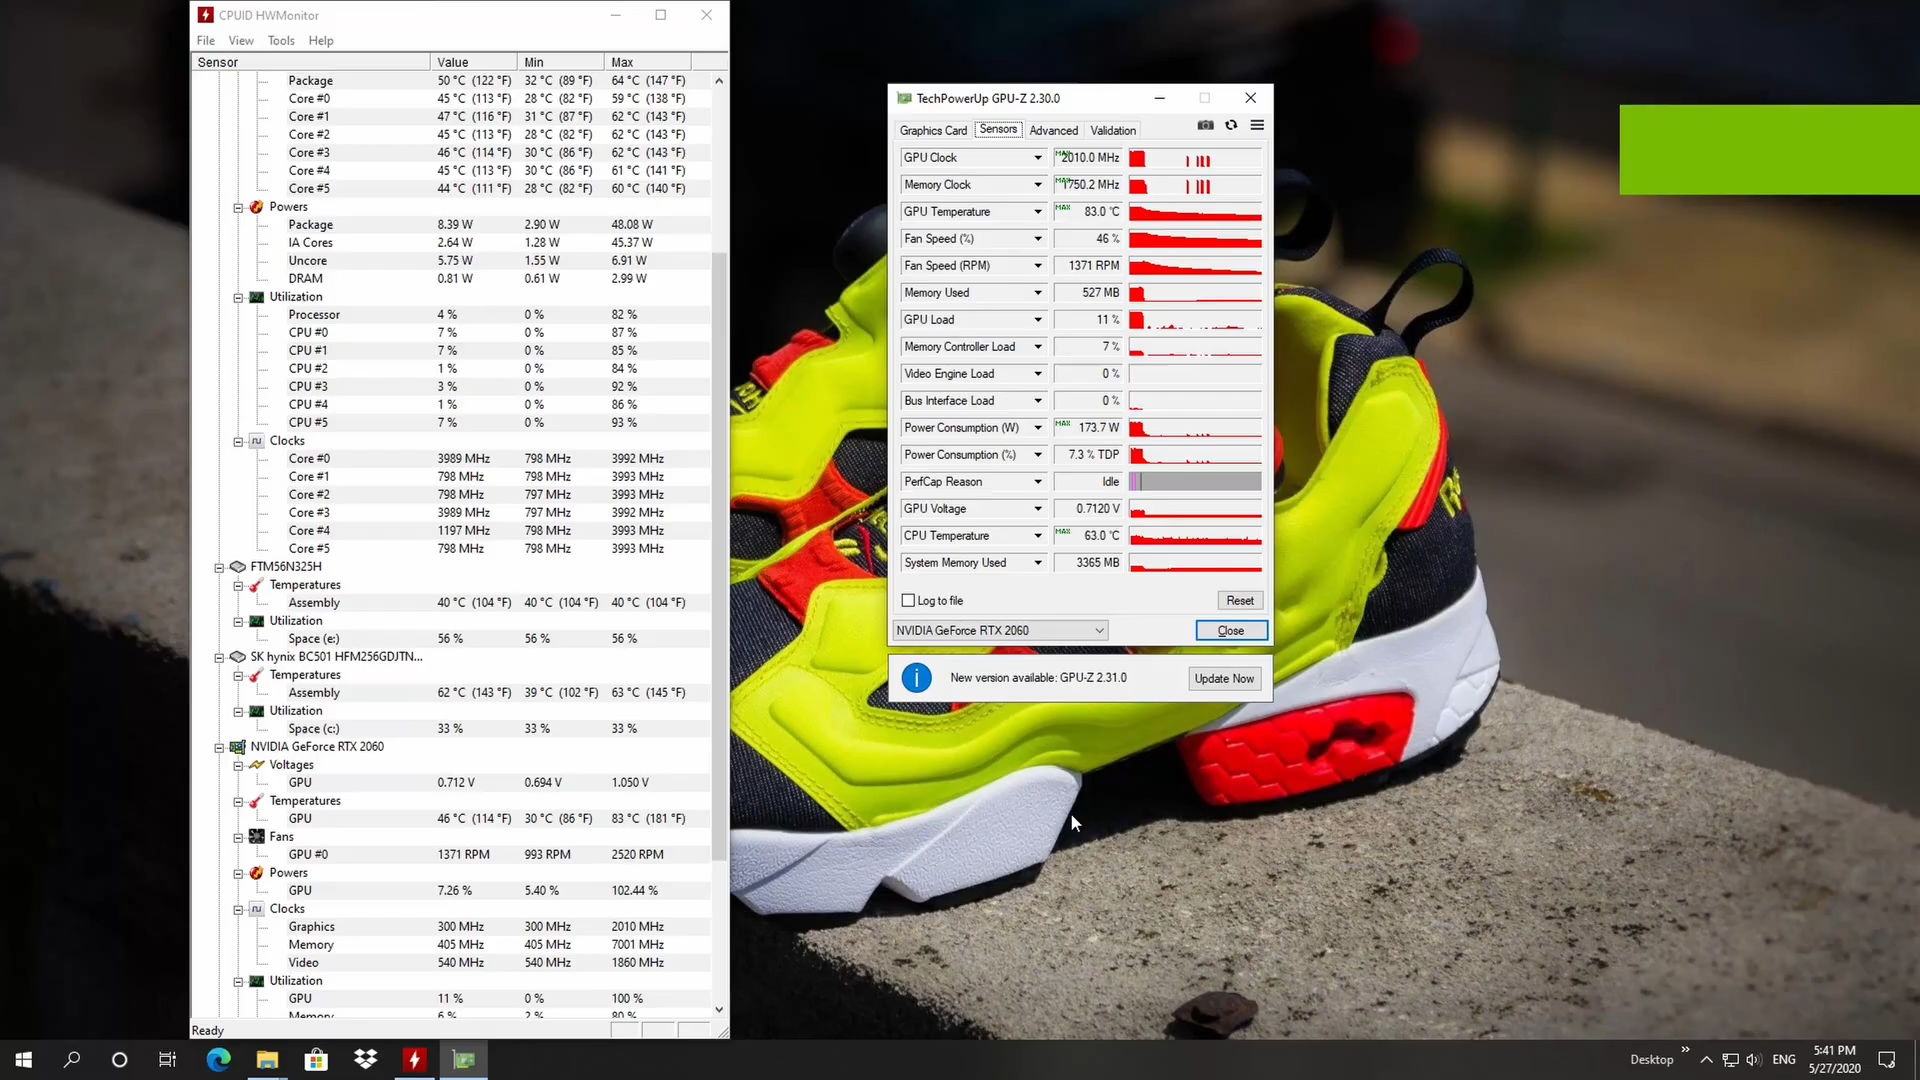 CPUID HWMonitor
File View Tools Help
Sensor Value Min Max
Package 50 °C (122 °F) 32 °C (89 °F) 64 °C (147 °F)
Core #0 45 °C (113 °F) 28 °C (82 °F) 59 °C (138 °F)
Core #1 47 °C (116 °F) 31 °C (87 °F) 62 °C (143 °F)
Core #2 45 °C (113 °F) 28 °C (82 °F) 62 °C (143 °F)
Core #3 46 °C (114 °F) 30 °C (86 °F) 62 °C (143 °F)
Core #4 45 °C (113 °F) 30 °C (86 °F) 61 °C (141 °F)
Core #5 44 °C (111 °F) 28 °C (82 °F) 60 °C (140 °F)
Powers
Package 8.39 W 2.90 W 48.08 W
IA Cores 2.64 W 1.28 W 45.37 W
Uncore 5.75 W 1.55 W 6.91 W
DRAM 0.81 W 0.61 W 2.99 W
Utilization
Processor 4 % 0 % 82 %
CPU #0 7 % 0 % 87 %
CPU #1 7 % 0 % 85 %
CPU #2 1 % 0 % 84 %
CPU #3 3 % 0 % 92 %
CPU #4 1 % 0 % 86 %
CPU #5 7 % 0 % 93 %
Clocks
Core #0 3989 MHz 798 MHz 3992 MHz
Core #1 798 MHz 798 MHz 3993 MHz
Core #2 798 MHz 797 MHz 3993 MHz
Core #3 3989 MHz 797 MHz 3992 MHz
Core #4 1197 MHz 798 MHz 3993 MHz
Core #5 798 MHz 798 MHz 3993 MHz
FTM56N325H
Temperatures
Assembly 40 °C (104 °F) 40 °C (104 °F) 40 °C (104 °F)
Utilization
Space (e:) 56 % 56 % 56 %
SK hynix BC501 HFM256GDJTN...
Temperatures
Assembly 62 °C (143 °F) 39 °C (102 °F) 63 °C (145 °F)
Utilization
Space (c:) 33 % 33 % 33 %
NVIDIA GeForce RTX 2060
Voltages
GPU 0.712 V 0.694 V 1.050 V
Temperatures
GPU 46 °C (114 °F) 30 °C (86 °F) 83 °C (181 °F)
Fans
GPU #0 1371 RPM 993 RPM 2520 RPM
Powers
GPU 7.26 % 5.40 % 102.44 %
Clocks
Graphics 300 MHz 300 MHz 2010 MHz
Memory 405 MHz 405 MHz 7001 MHz
Video 540 MHz 540 MHz 1860 MHz
Utilization
GPU 11 % 0 % 100 %
Memory 6 % 2 % 80 %
Ready
TechPowerUp GPU-Z 2.30.0
Graphics Card Sensors Advanced Validation
GPU Clock MAX 2010.0 MHz
Memory Clock MAX 1750.2 MHz
GPU Temperature MAX 83.0 °C
Fan Speed (%) 46 %
Fan Speed (RPM) 1371 RPM
Memory Used 527 MB
GPU Load 11 %
Memory Controller Load 7 %
Video Engine Load 0 %
Bus Interface Load 0 %
Power Consumption (W) MAX 173.7 W
Power Consumption (%) 7.3 % TDP
PerfCap Reason Idle
GPU Voltage 0.7120 V
CPU Temperature MAX 63.0 °C
System Memory Used 3365 MB
Log to file Reset
NVIDIA GeForce RTX 2060 Close
New version available: GPU-Z 2.31.0 Update Now
Desktop » ENG 5:41 PM
5/27/2020